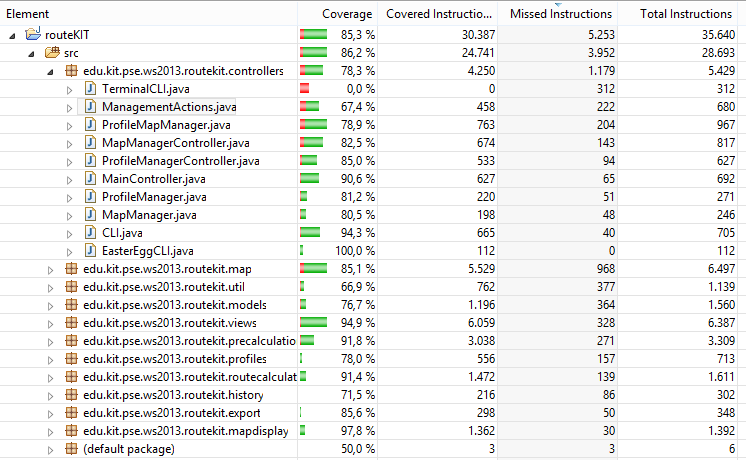 Element Coverage Covered Instructio... Missed Instructions Total Instructions
routeKIT 85,3 % 30.387 5.253 35.640
src 86,2 % 24.741 3.952 28.693
edu.kit.pse.ws2013.routekit.controllers 78,3 % 4.250 1.179 5.429
TerminalCLI.java 0,0 % 0 312 312
ManagementActions.java 67,4 % 458 222 680
ProfileMapManager.java 78,9 % 763 204 967
MapManagerController.java 82,5 % 674 143 817
ProfileManagerController.java 85,0 % 533 94 627
MainController.java 90,6 % 627 65 692
ProfileManager.java 81,2 % 220 51 271
MapManager.java 80,5 % 198 48 246
CLI.java 94,3 % 665 40 705
EasterEggCLI.java 100,0 % 112 0 112
edu.kit.pse.ws2013.routekit.map 85,1 % 5.529 968 6.497
edu.kit.pse.ws2013.routekit.util 66,9 % 762 377 1.139
edu.kit.pse.ws2013.routekit.models 76,7 % 1.196 364 1.560
edu.kit.pse.ws2013.routekit.views 94,9 % 6.059 328 6.387
edu.kit.pse.ws2013.routekit.precalculatio 91,8 % 3.038 271 3.309
edu.kit.pse.ws2013.routekit.profiles 78,0 % 556 157 713
edu.kit.pse.ws2013.routekit.routecalculat 91,4 % 1.472 139 1.611
edu.kit.pse.ws2013.routekit.history 71,5 % 216 86 302
edu.kit.pse.ws2013.routekit.export 85,6 % 298 50 348
edu.kit.pse.ws2013.routekit.mapdisplay 97,8 % 1.362 30 1.392
(default package) 50,0 % 3 3 6